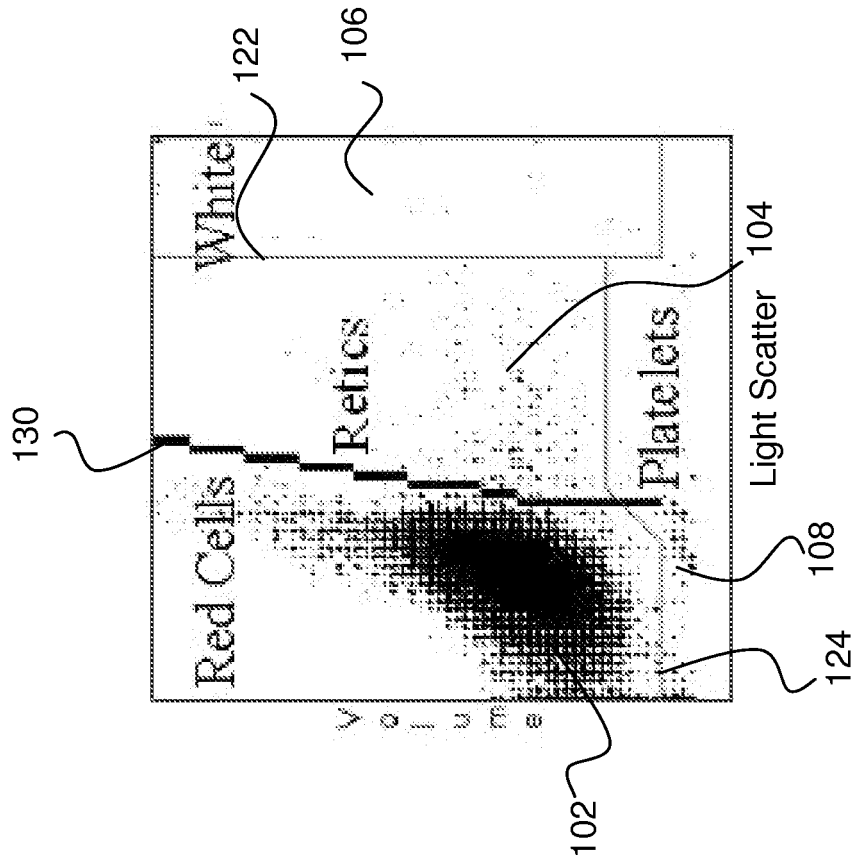 130
Red Cells
White
122
Retics
106
Volume
102
Platelets
104
Light Scatter
108
124